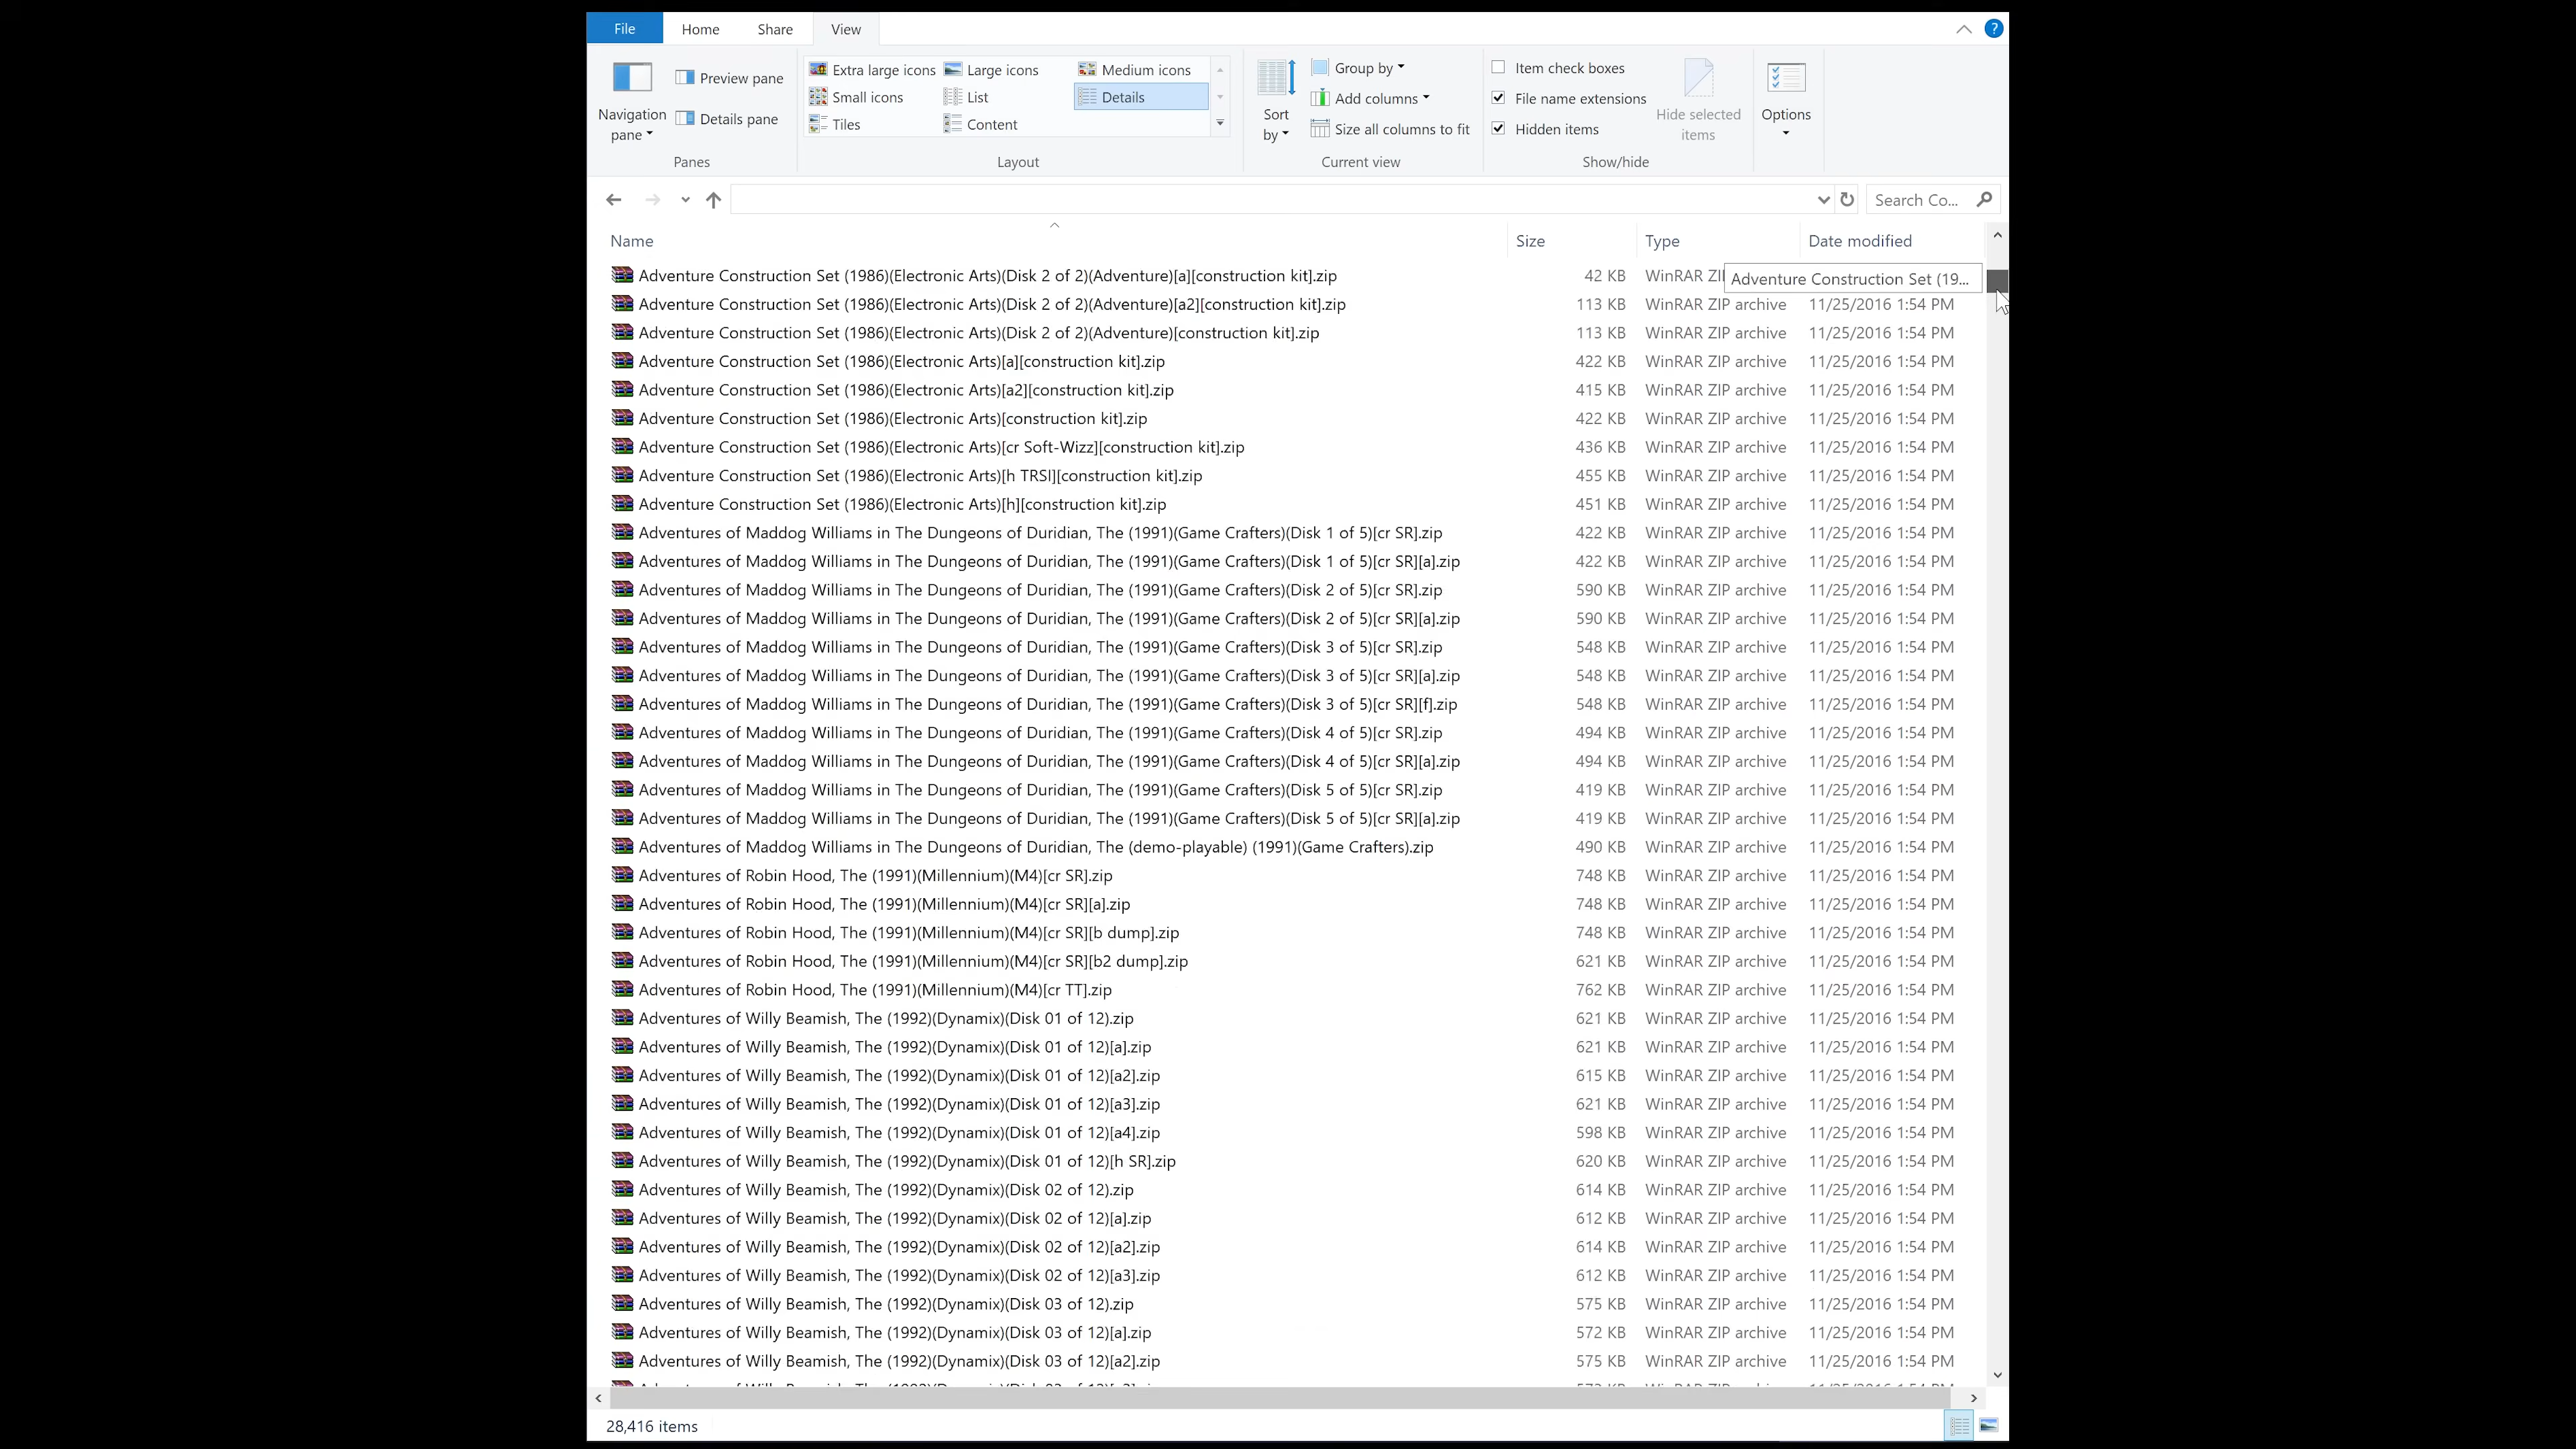 File Home Share View
Navigation pane
Preview pane
Details pane
Panes
Extra large icons Large icons Medium icons
Small icons List Details
Tiles Content
Layout
Sort by
Group by
Add columns
Size all columns to fit
Current view
Item check boxes
File name extensions
Hidden items
Hide selected items
Show/hide
Options
Search Co...
Name Size Type Date modified
Adventure Construction Set (1986)(Electronic Arts)(Disk 2 of 2)(Adventure)[a][construction kit].zip 42 KB WinRAR ZI
Adventure Construction Set (19...
Adventure Construction Set (1986)(Electronic Arts)(Disk 2 of 2)(Adventure)[a2][construction kit].zip 113 KB WinRAR ZIP archive 11/25/2016 1:54 PM
Adventure Construction Set (1986)(Electronic Arts)(Disk 2 of 2)(Adventure)[construction kit].zip 113 KB WinRAR ZIP archive 11/25/2016 1:54 PM
Adventure Construction Set (1986)(Electronic Arts)[a][construction kit].zip 422 KB WinRAR ZIP archive 11/25/2016 1:54 PM
Adventure Construction Set (1986)(Electronic Arts)[a2][construction kit].zip 415 KB WinRAR ZIP archive 11/25/2016 1:54 PM
Adventure Construction Set (1986)(Electronic Arts)[construction kit].zip 422 KB WinRAR ZIP archive 11/25/2016 1:54 PM
Adventure Construction Set (1986)(Electronic Arts)[cr Soft-Wizz][construction kit].zip 436 KB WinRAR ZIP archive 11/25/2016 1:54 PM
Adventure Construction Set (1986)(Electronic Arts)[h TRSI][construction kit].zip 455 KB WinRAR ZIP archive 11/25/2016 1:54 PM
Adventure Construction Set (1986)(Electronic Arts)[h][construction kit].zip 451 KB WinRAR ZIP archive 11/25/2016 1:54 PM
Adventures of Maddog Williams in The Dungeons of Duridian, The (1991)(Game Crafters)(Disk 1 of 5)[cr SR].zip 422 KB WinRAR ZIP archive 11/25/2016 1:54 PM
Adventures of Maddog Williams in The Dungeons of Duridian, The (1991)(Game Crafters)(Disk 1 of 5)[cr SR][a].zip 422 KB WinRAR ZIP archive 11/25/2016 1:54 PM
Adventures of Maddog Williams in The Dungeons of Duridian, The (1991)(Game Crafters)(Disk 2 of 5)[cr SR].zip 590 KB WinRAR ZIP archive 11/25/2016 1:54 PM
Adventures of Maddog Williams in The Dungeons of Duridian, The (1991)(Game Crafters)(Disk 2 of 5)[cr SR][a].zip 590 KB WinRAR ZIP archive 11/25/2016 1:54 PM
Adventures of Maddog Williams in The Dungeons of Duridian, The (1991)(Game Crafters)(Disk 3 of 5)[cr SR].zip 548 KB WinRAR ZIP archive 11/25/2016 1:54 PM
Adventures of Maddog Williams in The Dungeons of Duridian, The (1991)(Game Crafters)(Disk 3 of 5)[cr SR][a].zip 548 KB WinRAR ZIP archive 11/25/2016 1:54 PM
Adventures of Maddog Williams in The Dungeons of Duridian, The (1991)(Game Crafters)(Disk 3 of 5)[cr SR][f].zip 548 KB WinRAR ZIP archive 11/25/2016 1:54 PM
Adventures of Maddog Williams in The Dungeons of Duridian, The (1991)(Game Crafters)(Disk 4 of 5)[cr SR].zip 494 KB WinRAR ZIP archive 11/25/2016 1:54 PM
Adventures of Maddog Williams in The Dungeons of Duridian, The (1991)(Game Crafters)(Disk 4 of 5)[cr SR][a].zip 494 KB WinRAR ZIP archive 11/25/2016 1:54 PM
Adventures of Maddog Williams in The Dungeons of Duridian, The (1991)(Game Crafters)(Disk 5 of 5)[cr SR].zip 419 KB WinRAR ZIP archive 11/25/2016 1:54 PM
Adventures of Maddog Williams in The Dungeons of Duridian, The (1991)(Game Crafters)(Disk 5 of 5)[cr SR][a].zip 419 KB WinRAR ZIP archive 11/25/2016 1:54 PM
Adventures of Maddog Williams in The Dungeons of Duridian, The (demo-playable) (1991)(Game Crafters).zip 490 KB WinRAR ZIP archive 11/25/2016 1:54 PM
Adventures of Robin Hood, The (1991)(Millennium)(M4)[cr SR].zip 748 KB WinRAR ZIP archive 11/25/2016 1:54 PM
Adventures of Robin Hood, The (1991)(Millennium)(M4)[cr SR][a].zip 748 KB WinRAR ZIP archive 11/25/2016 1:54 PM
Adventures of Robin Hood, The (1991)(Millennium)(M4)[cr SR][b dump].zip 748 KB WinRAR ZIP archive 11/25/2016 1:54 PM
Adventures of Robin Hood, The (1991)(Millennium)(M4)[cr SR][b2 dump].zip 621 KB WinRAR ZIP archive 11/25/2016 1:54 PM
Adventures of Robin Hood, The (1991)(Millennium)(M4)[cr TT].zip 762 KB WinRAR ZIP archive 11/25/2016 1:54 PM
Adventures of Willy Beamish, The (1992)(Dynamix)(Disk 01 of 12).zip 621 KB WinRAR ZIP archive 11/25/2016 1:54 PM
Adventures of Willy Beamish, The (1992)(Dynamix)(Disk 01 of 12)[a].zip 621 KB WinRAR ZIP archive 11/25/2016 1:54 PM
Adventures of Willy Beamish, The (1992)(Dynamix)(Disk 01 of 12)[a2].zip 615 KB WinRAR ZIP archive 11/25/2016 1:54 PM
Adventures of Willy Beamish, The (1992)(Dynamix)(Disk 01 of 12)[a3].zip 621 KB WinRAR ZIP archive 11/25/2016 1:54 PM
Adventures of Willy Beamish, The (1992)(Dynamix)(Disk 01 of 12)[a4].zip 598 KB WinRAR ZIP archive 11/25/2016 1:54 PM
Adventures of Willy Beamish, The (1992)(Dynamix)(Disk 01 of 12)[h SR].zip 620 KB WinRAR ZIP archive 11/25/2016 1:54 PM
Adventures of Willy Beamish, The (1992)(Dynamix)(Disk 02 of 12).zip 614 KB WinRAR ZIP archive 11/25/2016 1:54 PM
Adventures of Willy Beamish, The (1992)(Dynamix)(Disk 02 of 12)[a].zip 612 KB WinRAR ZIP archive 11/25/2016 1:54 PM
Adventures of Willy Beamish, The (1992)(Dynamix)(Disk 02 of 12)[a2].zip 614 KB WinRAR ZIP archive 11/25/2016 1:54 PM
Adventures of Willy Beamish, The (1992)(Dynamix)(Disk 02 of 12)[a3].zip 612 KB WinRAR ZIP archive 11/25/2016 1:54 PM
Adventures of Willy Beamish, The (1992)(Dynamix)(Disk 03 of 12).zip 575 KB WinRAR ZIP archive 11/25/2016 1:54 PM
Adventures of Willy Beamish, The (1992)(Dynamix)(Disk 03 of 12)[a].zip 572 KB WinRAR ZIP archive 11/25/2016 1:54 PM
Adventures of Willy Beamish, The (1992)(Dynamix)(Disk 03 of 12)[a2].zip 575 KB WinRAR ZIP archive 11/25/2016 1:54 PM
28,416 items